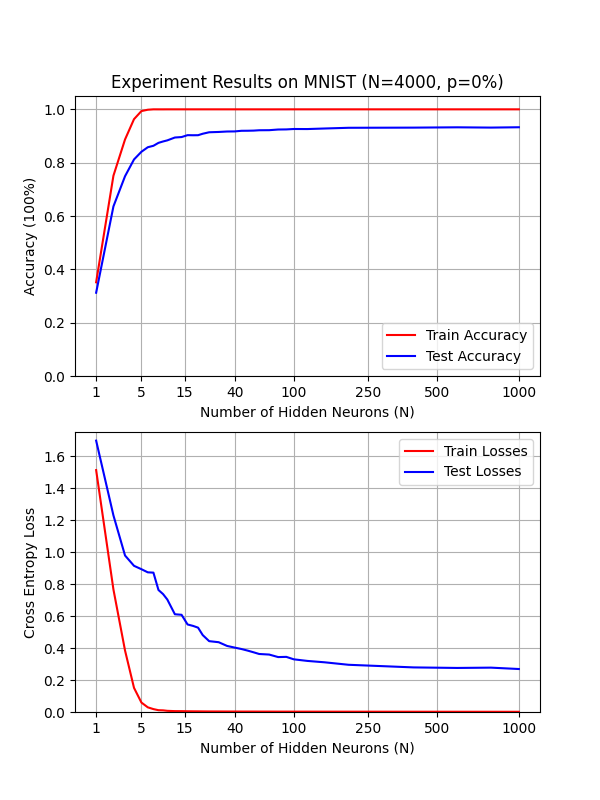 Experiment Results on MNIST (N=4000, p=0%)
Accuracy (100%)
1.0
0.8
0.6
0.4
0.2
0.0
Train Accuracy
Test Accuracy
1 5 15 40 100 250 500 1000
Number of Hidden Neurons (N)
Cross Entropy Loss
1.6
1.4
1.2
1.0
0.8
0.6
0.4
0.2
0.0
Train Losses
Test Losses
1 5 15 40 100 250 500 1000
Number of Hidden Neurons (N)